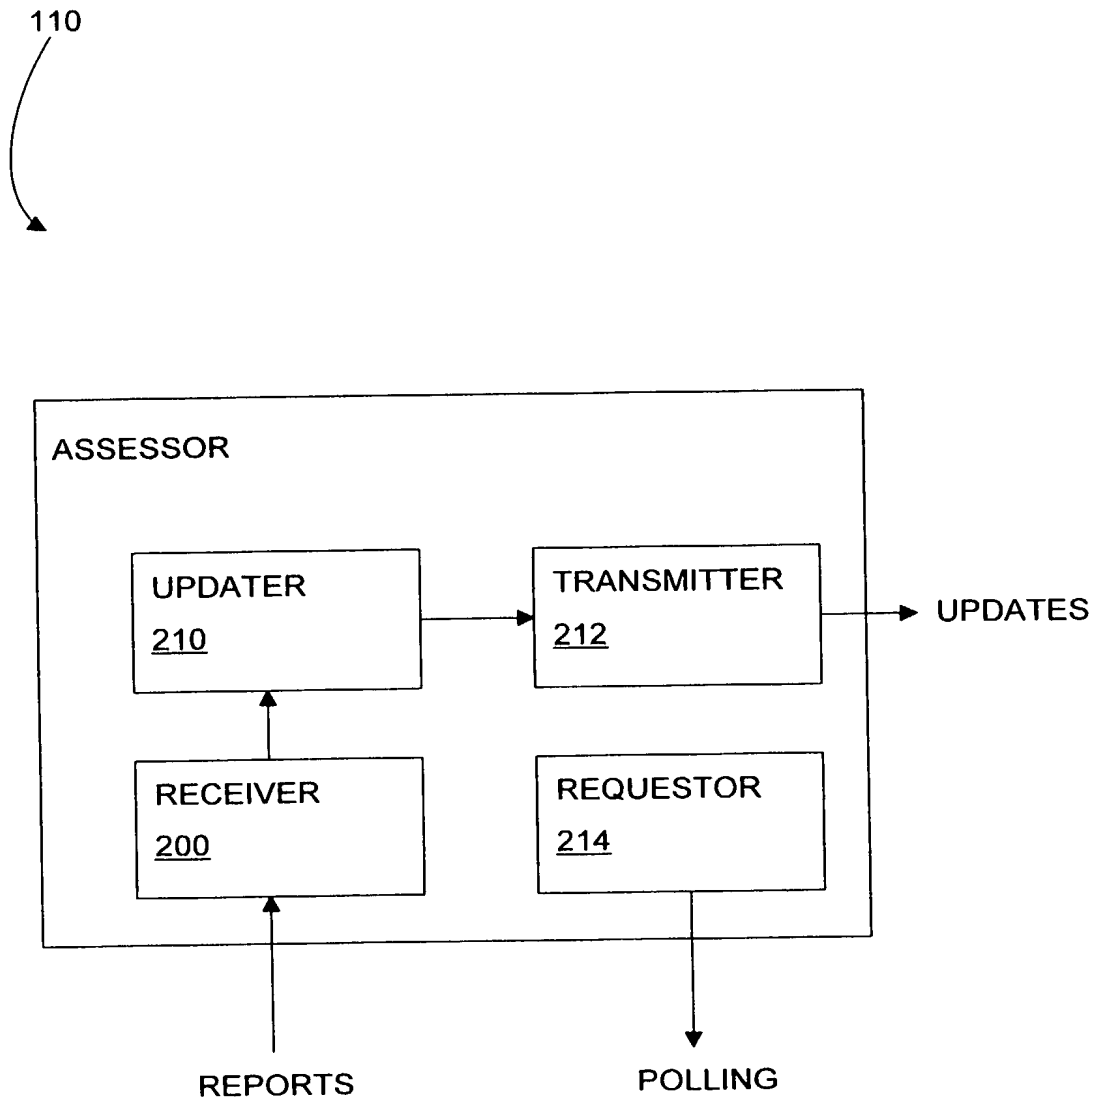 110
ASSESSOR
UPDATER
210
TRANSMITTER
212
UPDATES
RECEIVER
200
REQUESTOR
214
REPORTS
POLLING